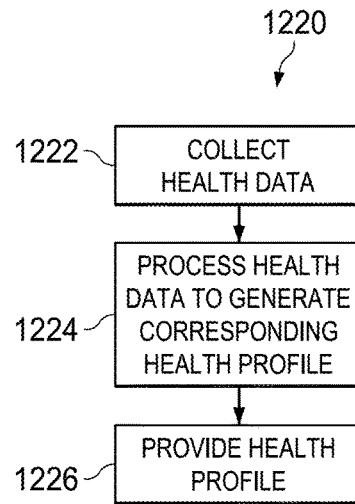 1220
1222
COLLECT
HEALTH DATA
1224
PROCESS HEALTH
DATA TO GENERATE
CORRESPONDING
HEALTH PROFILE
1226
PROVIDE HEALTH
PROFILE